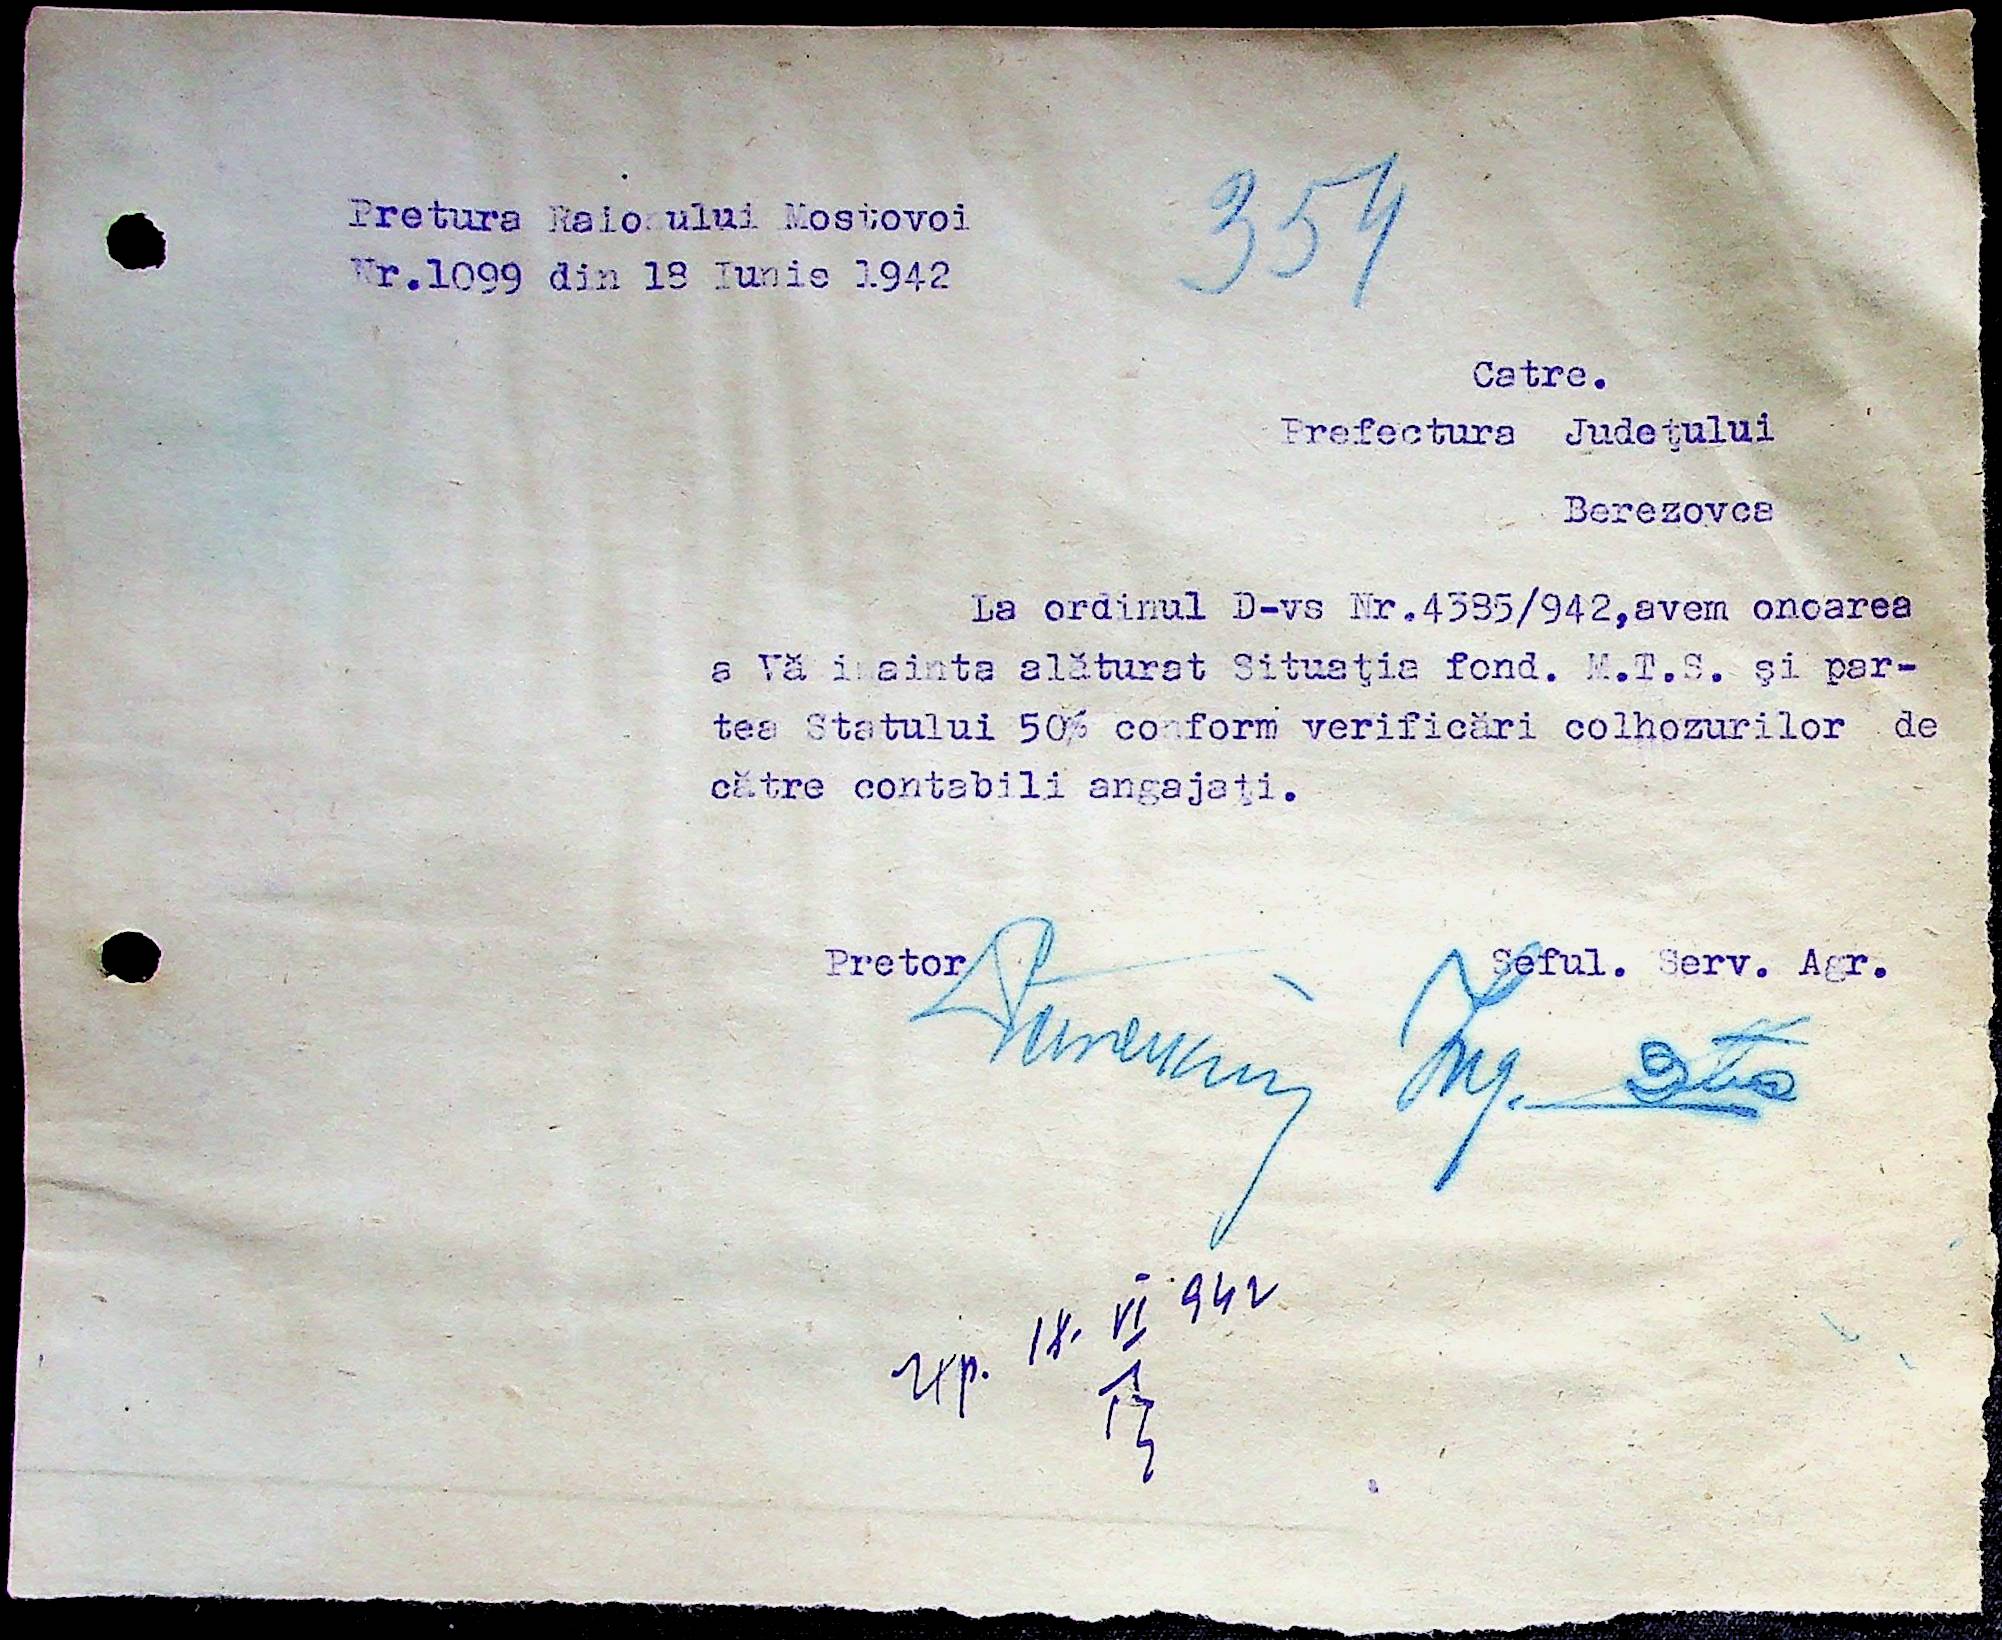 Pretura Raionului Mostovoi
Nr.1099 din 18 Iunie 1942
354
Catre.
Prefectura Judeţului
Berezovca
La ordinul D-vs Nr.4385/942,avem onoarea
a Vă inainta alăturat Situaţia fond. M.T.S. şi par-
tea Statului 50% conform verificări colhozurilor de
către contabili angajaţi.
Pretor Seful. Serv. Agr.
Ing.
18. VI 942